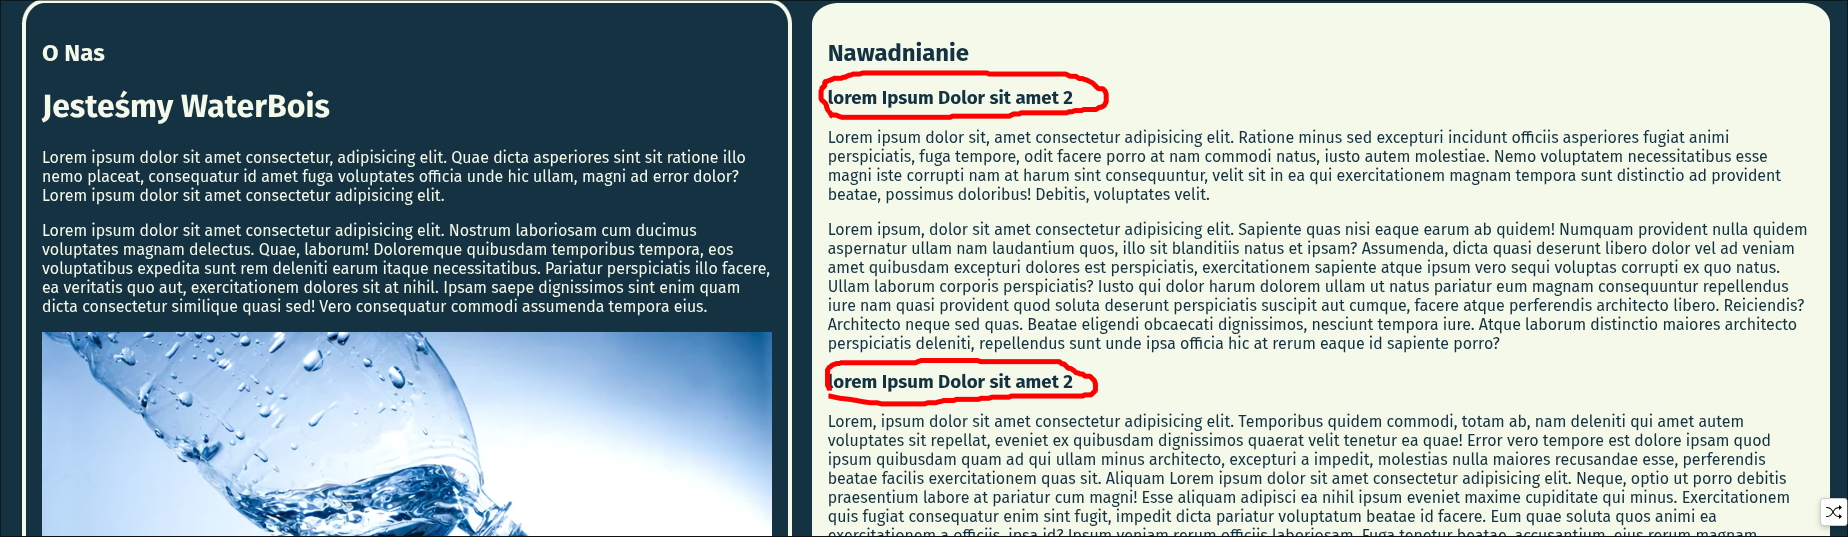 O Nas
Jesteśmy WaterBois
Lorem ipsum dolor sit amet consectetur, adipisicing elit. Quae dicta asperiores sint sit ratione illo
nemo placeat, consequatur id amet fuga voluptates officia unde hic ullam, magni ad error dolor?
Lorem ipsum dolor sit amet consectetur adipisicing elit.
Lorem ipsum dolor sit amet consectetur adipisicing elit. Nostrum laboriosam cum ducimus
voluptates magnam delectus. Quae, laborum! Doloremque quibusdam temporibus tempora, eos
voluptatibus expedita sunt rem deleniti earum itaque necessitatibus. Pariatur perspiciatis illo facere,
ea veritatis quo aut, exercitationem dolores sit at nihil. Ipsam saepe dignissimos sint enim quam
dicta consectetur similique quasi sed! Vero consequatur commodi assumenda tempora eius.
Nawadnianie
lorem Ipsum Dolor sit amet 2
Lorem ipsum dolor sit, amet consectetur adipisicing elit. Ratione minus sed excepturi incidunt officiis asperiores fugiat animi
perspiciatis, fuga tempore, odit facere porro at nam commodi natus, iusto autem molestiae. Nemo voluptatem necessitatibus esse
magni iste corrupti nam at harum sint consequuntur, velit sit in ea qui exercitationem magnam tempora sunt distinctio ad provident
beatae, possimus doloribus! Debitis, voluptates velit.
Lorem ipsum, dolor sit amet consectetur adipisicing elit. Sapiente quas nisi eaque earum ab quidem! Numquam provident nulla quidem
aspernatur ullam nam laudantium quos, illo sit blanditiis natus et ipsam? Assumenda, dicta quasi deserunt libero dolor vel ad veniam
amet quibusdam excepturi dolores est perspiciatis, exercitationem sapiente atque ipsum vero sequi voluptas corrupti ex quo natus.
Ullam laborum corporis perspiciatis? Iusto qui dolor harum dolorem ullam ut natus pariatur eum magnam consequuntur repellendus
iure nam quasi provident quod soluta deserunt perspiciatis suscipit aut cumque, facere atque perferendis architecto libero. Reiciendis?
Architecto neque sed quas. Beatae eligendi obcaecati dignissimos, nesciunt tempora iure. Atque laborum distinctio maiores architecto
perspiciatis deleniti, repellendus sunt unde ipsa officia hic at rerum eaque id sapiente porro?
lorem Ipsum Dolor sit amet 2
Lorem, ipsum dolor sit amet consectetur adipisicing elit. Temporibus quidem commodi, totam ab, nam deleniti qui amet autem
voluptates sit repellat, eveniet ex quibusdam dignissimos quaerat velit tenetur ea quae! Error vero tempore est dolore ipsam quod
ipsum quibusdam quam ad qui ullam minus architecto, excepturi a impedit, molestias nulla maiores recusandae esse, perferendis
beatae facilis exercitationem quas sit. Aliquam Lorem ipsum dolor sit amet consectetur adipisicing elit. Neque, optio ut porro debitis
praesentium labore at pariatur cum magni! Esse aliquam adipisci ea nihil ipsum eveniet maxime cupiditate qui minus. Exercitationem
quis fugiat consequatur enim sint fugit, impedit dicta pariatur voluptatum beatae id facere. Eum quae soluta quos animi ea
exercitationem a officiis, ipsa id? Ipsum veniam rerum officiis laboriosam. Fuga tenetur beatae, accusantium, eius rerum magnam